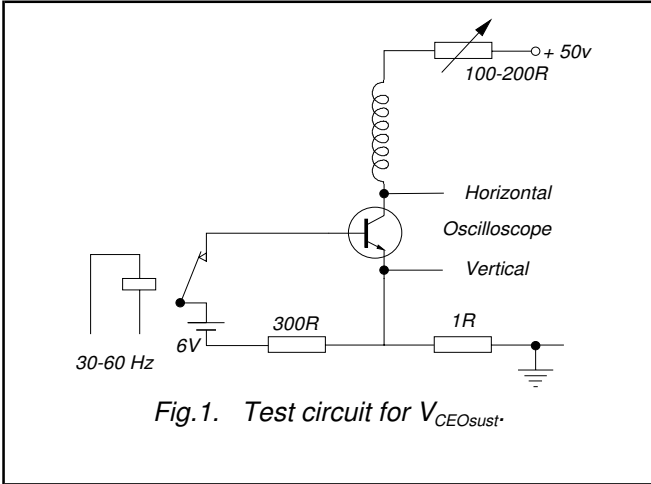 + 50v
100-200R
Horizontal
Oscilloscope
Vertical
300R
1R
6V
30-60 Hz
Fig.1. Test circuit for VCEOsust.